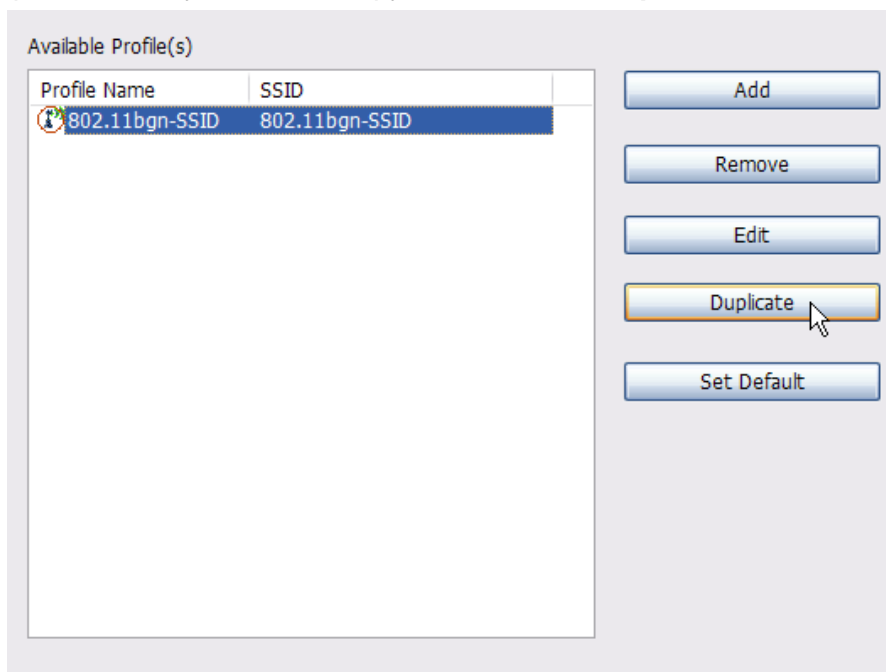 Available Profile(s)
Profile Name SSID
802.11bgn-SSID 802.11bgn-SSID
Add
Remove
Edit
Duplicate
Set Default